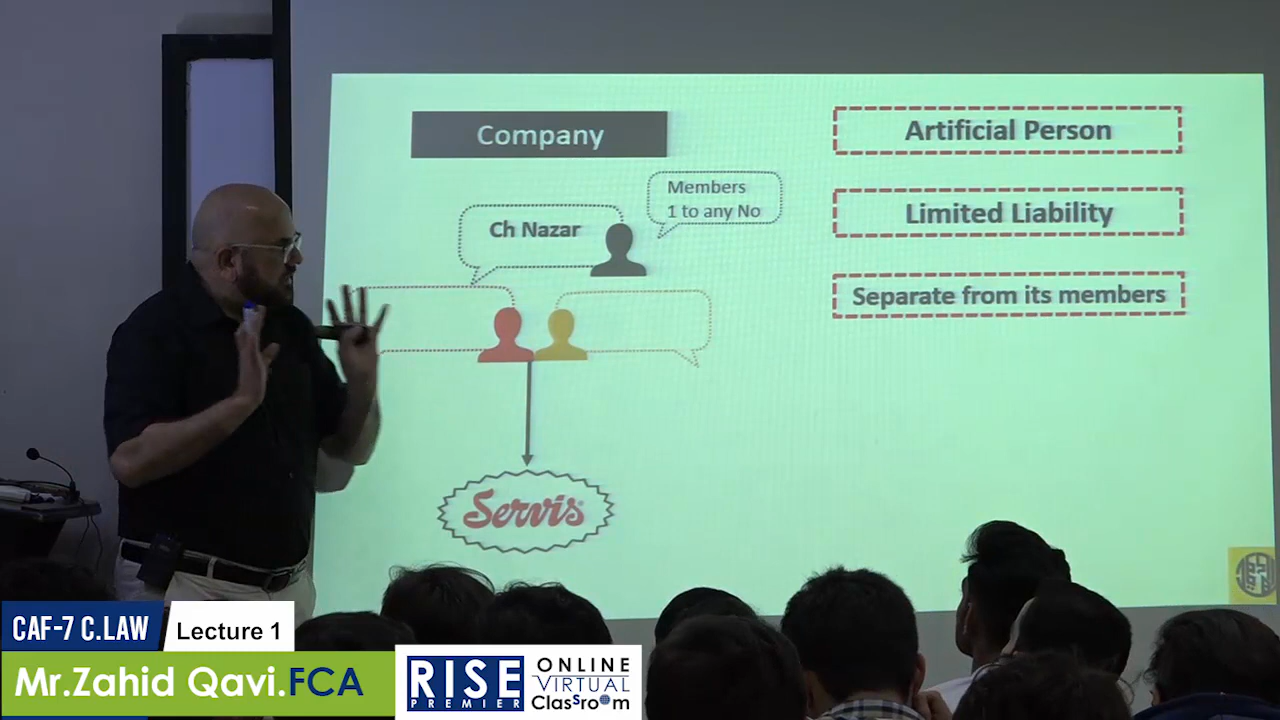 Company
Members
1 to any No
Ch Nazar
Servis
Artificial Person
Limited Liability
Separate from its members
CAF-7 C.LAW
Lecture 1
Mr.Zahid Qavi.FCA
RISE
PREMIER
ONLINE
VIRTUAL
ClasSroom